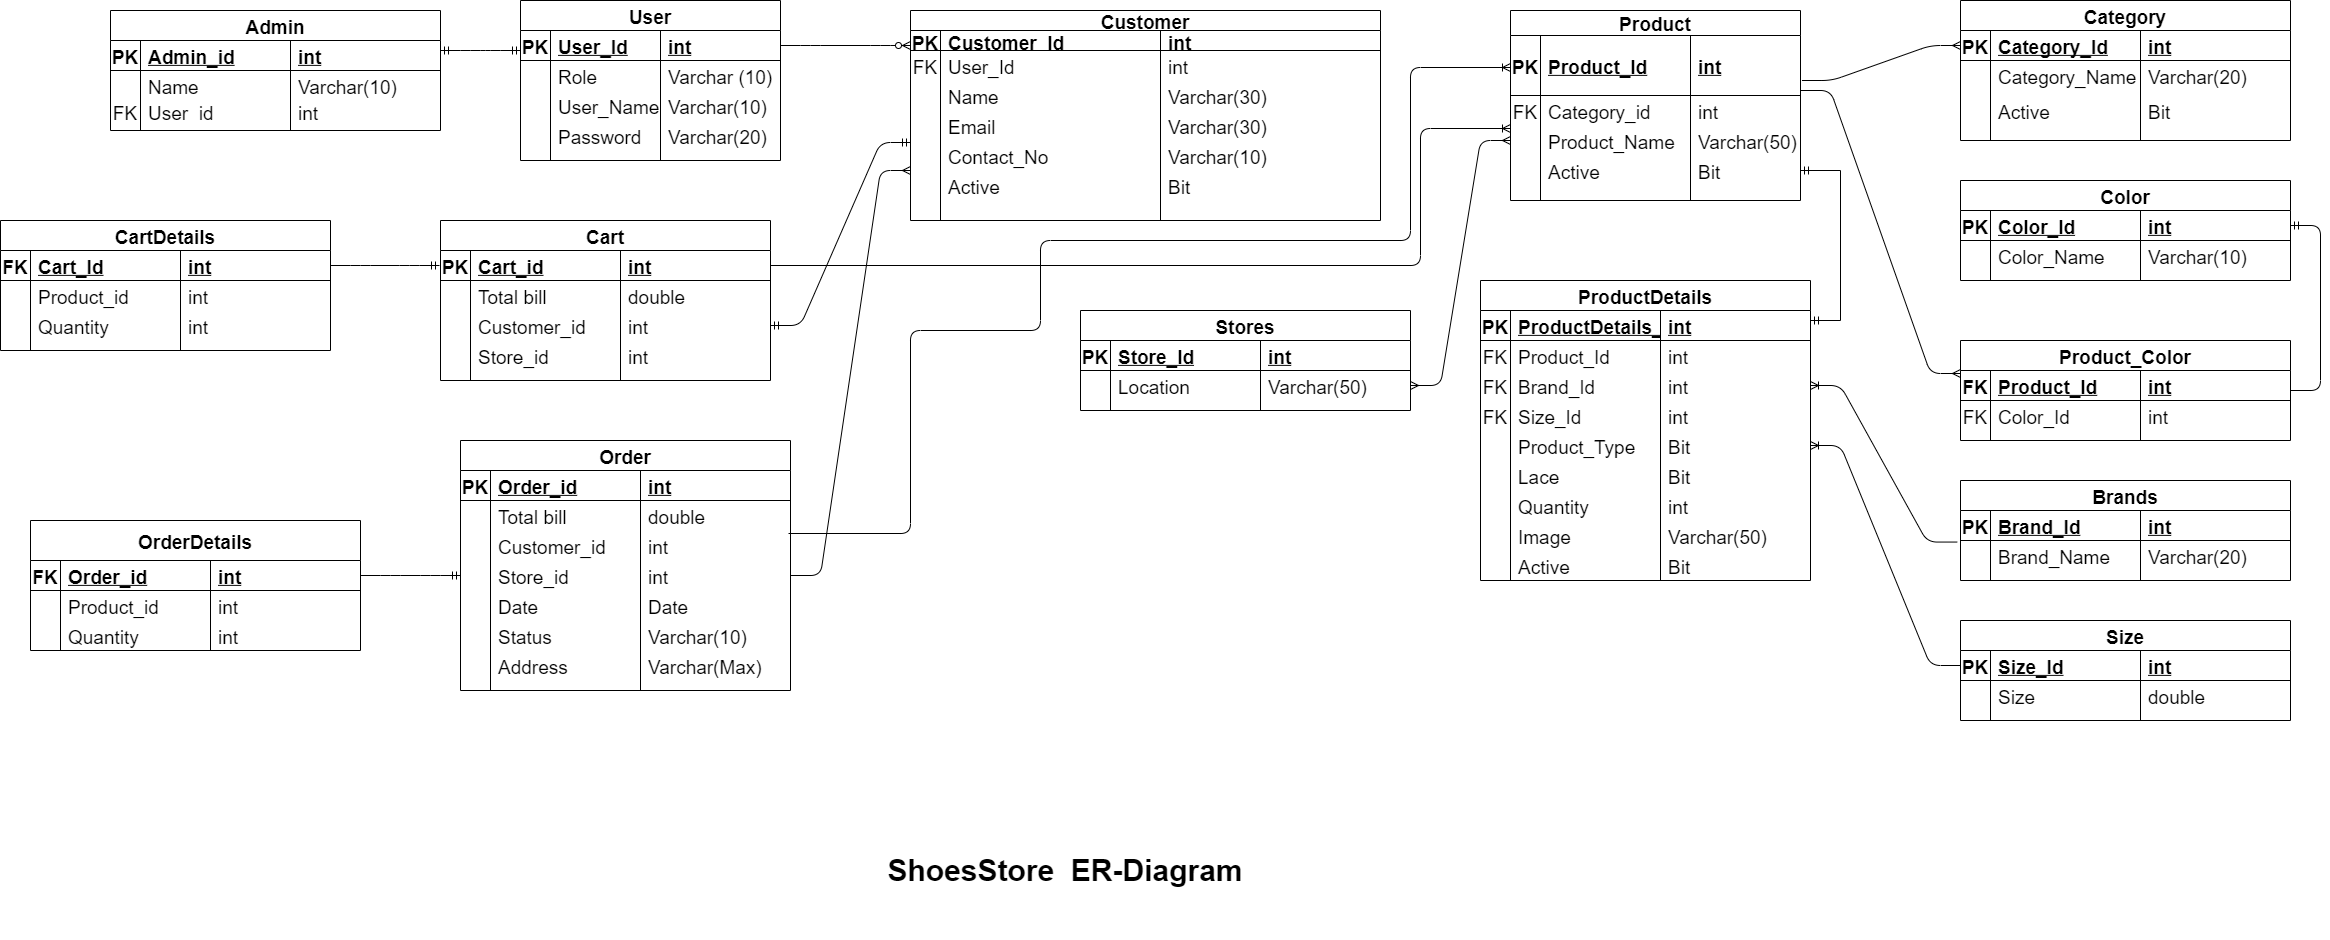 Admin
PK Admin_id int
Name Varchar(10)
FK User_id int
User
PK User_Id int
Role Varchar (10)
User_Name Varchar(10)
Password Varchar(20)
Customer
PK Customer_Id int
FK User_Id int
Name Varchar(30)
Email Varchar(30)
Contact_No Varchar(10)
Active Bit
Product
PK Product_Id int
FK Category_id int
Product_Name Varchar(50)
Active Bit
Category
PK Category_Id int
Category_Name Varchar(20)
Active Bit
Color
PK Color_Id int
Color_Name Varchar(10)
CartDetails
FK Cart_Id int
Product_id int
Quantity int
Cart
PK Cart_id int
Total bill double
Customer_id int
Store_id int
Stores
PK Store_Id int
Location Varchar(50)
ProductDetails
PK ProductDetails_ int
FK Product_Id int
FK Brand_Id int
FK Size_Id int
Product_Type Bit
Lace Bit
Quantity int
Image Varchar(50)
Active Bit
Product_Color
FK Product_Id int
FK Color_Id int
Order
PK Order_id int
Total bill double
Customer_id int
Store_id int
Date Date
Status Varchar(10)
Address Varchar(Max)
OrderDetails
FK Order_id int
Product_id int
Quantity int
Brands
PK Brand_Id int
Brand_Name Varchar(20)
Size
PK Size_Id int
Size double
ShoesStore ER-Diagram